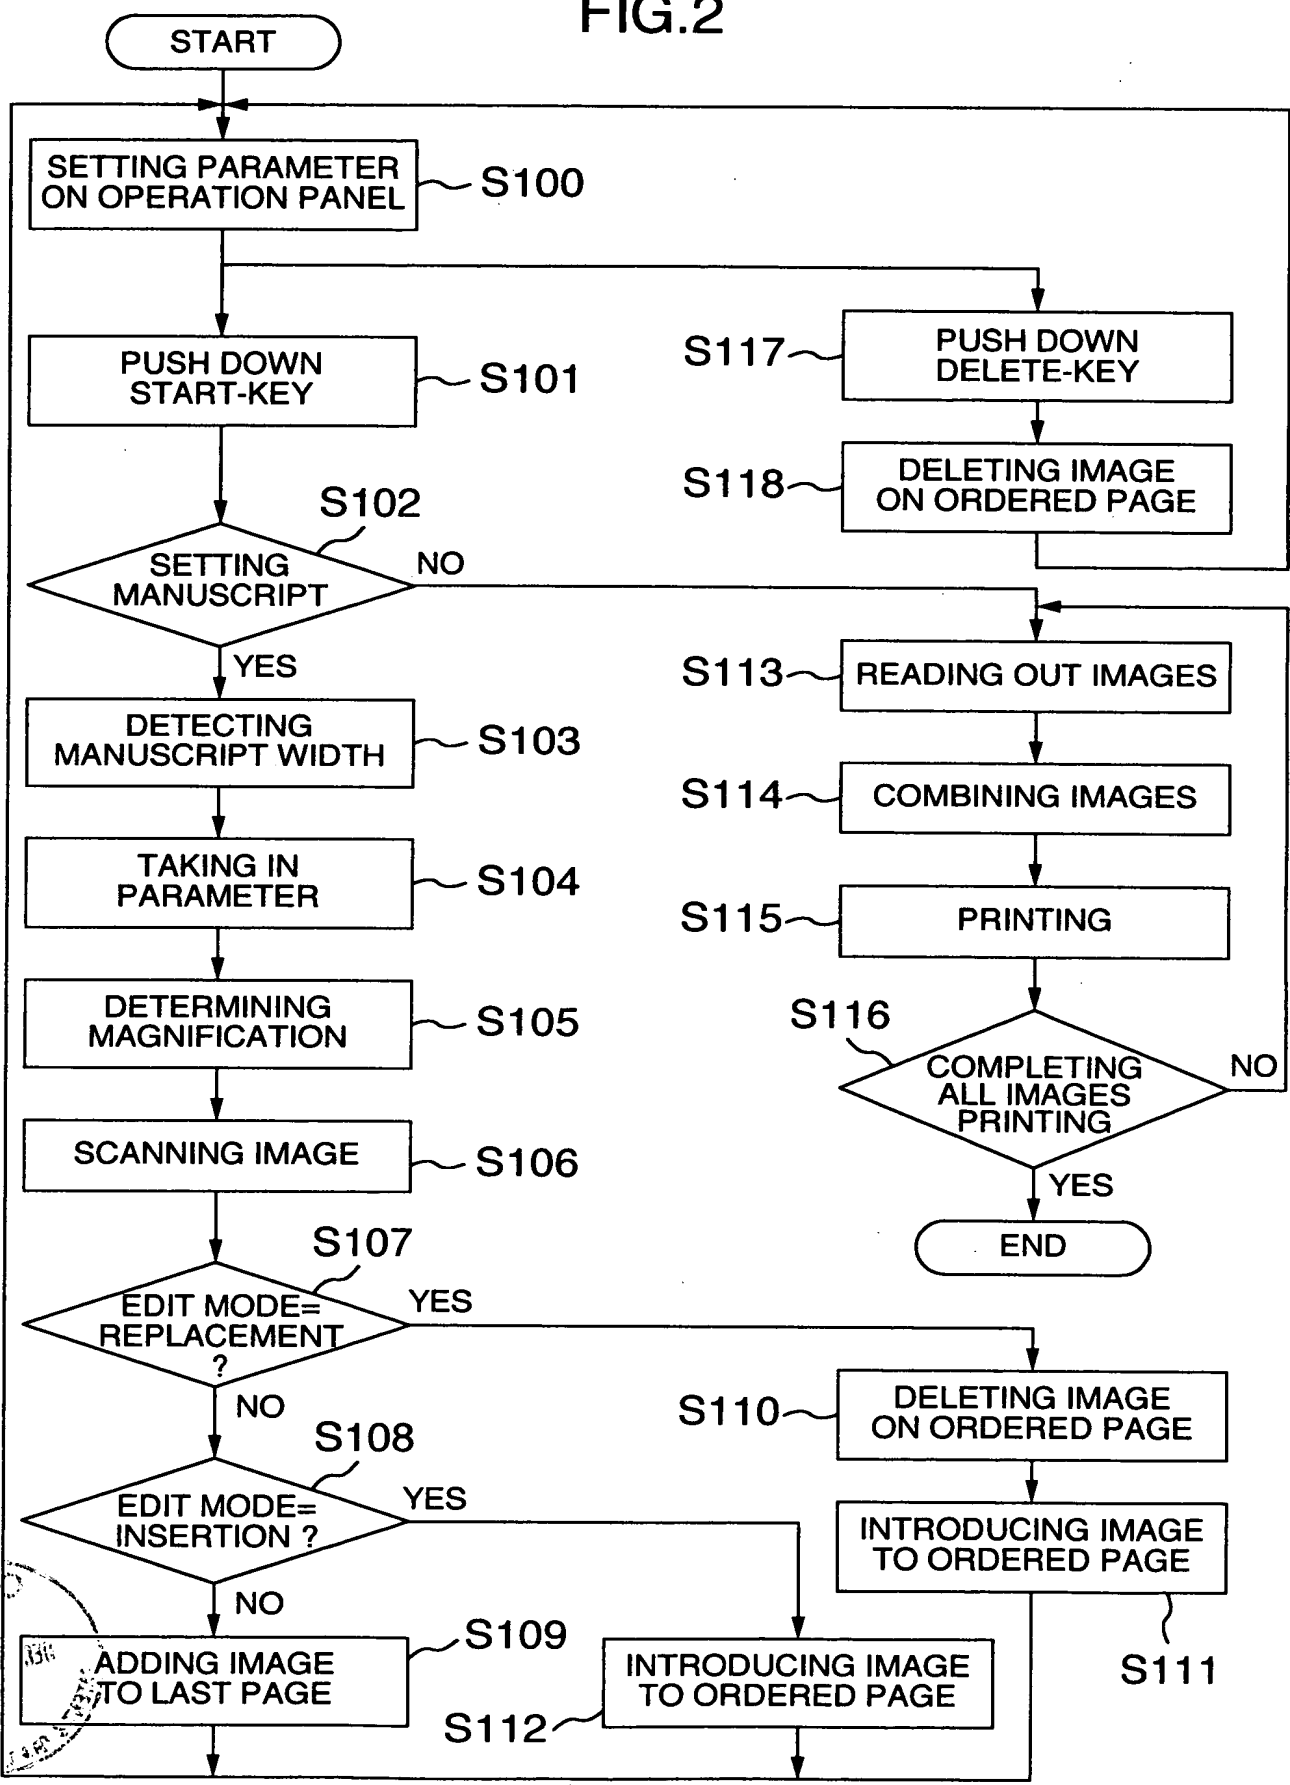 FIG.2
START
SETTING PARAMETER
ON OPERATION PANEL
S100
PUSH DOWN
START-KEY
S101
S117
PUSH DOWN
DELETE-KEY
S118
DELETING IMAGE
ON ORDERED PAGE
S102
SETTING
MANUSCRIPT
NO
YES
S113
READING OUT IMAGES
DETECTING
MANUSCRIPT WIDTH
S103
S114
COMBINING IMAGES
TAKING IN
PARAMETER
S104
S115
PRINTING
DETERMINING
MAGNIFICATION
S105
S116
COMPLETING
ALL IMAGES
PRINTING
NO
YES
END
SCANNING IMAGE
S106
S107
EDIT MODE=
REPLACEMENT
?
YES
NO
S110
DELETING IMAGE
ON ORDERED PAGE
S108
EDIT MODE=
INSERTION ?
YES
NO
INTRODUCING IMAGE
TO ORDERED PAGE
S111
S109
ADDING IMAGE
TO LAST PAGE
S112
INTRODUCING IMAGE
TO ORDERED PAGE